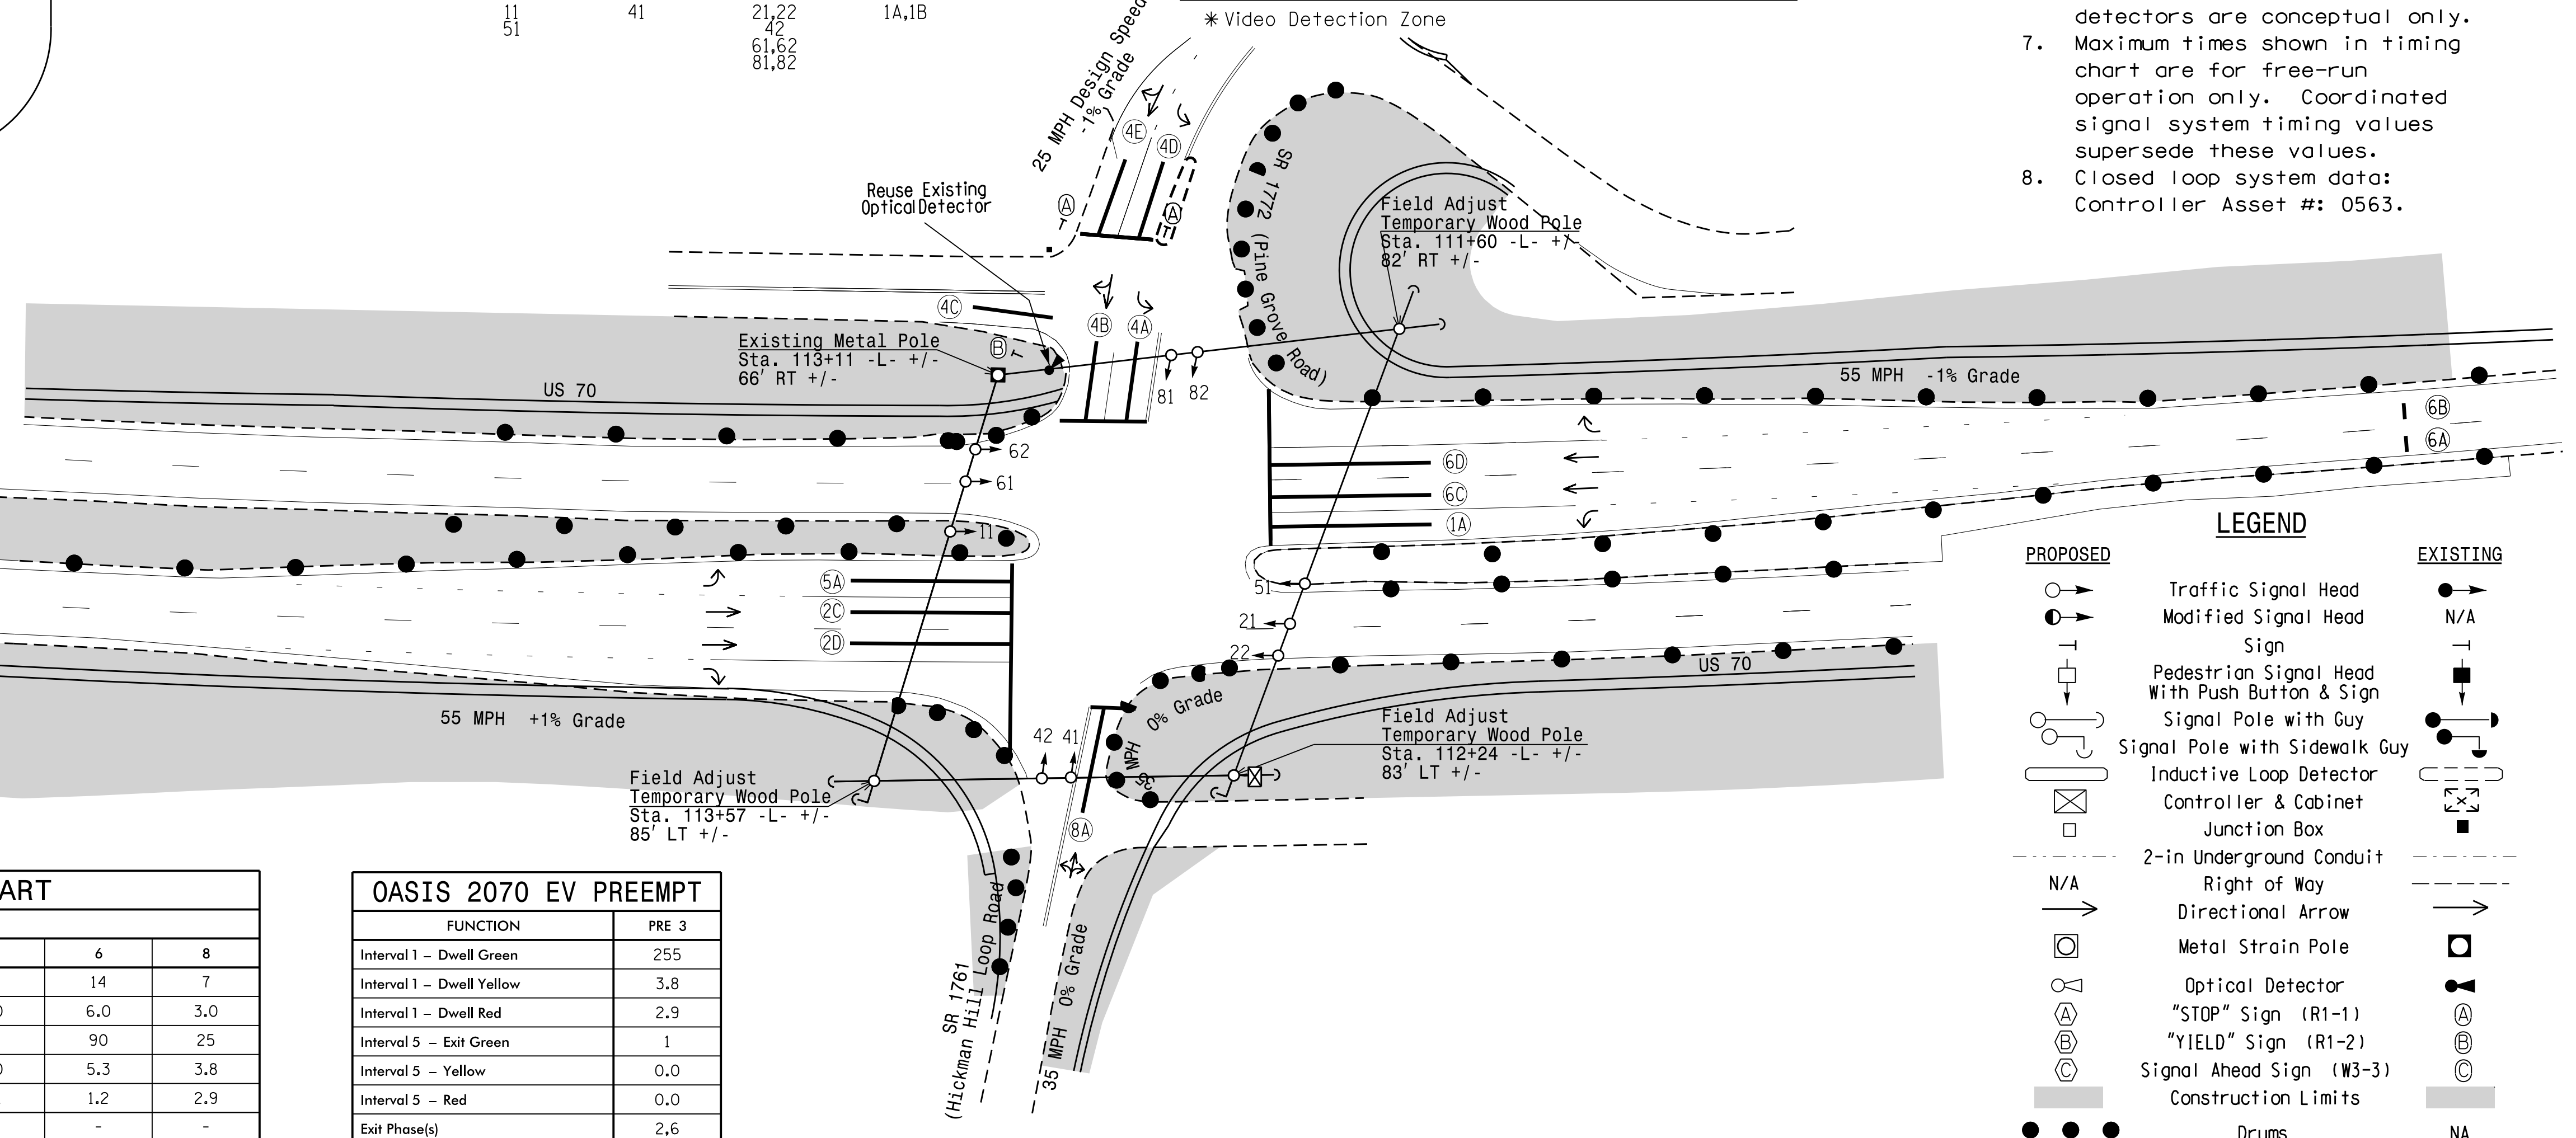 11 41 21,22 1A,1B
51 42
61,62
81,82
* Video Detection Zone
detectors are conceptual only.
7. Maximum times shown in timing
chart are for free-run
operation only. Coordinated
signal system timing values
supersede these values.
8. Closed loop system data:
Controller Asset #: 0563.
25 MPH Design Speed
-1% Grade
4E
4D
A
A
Reuse Existing
Optical Detector
SR 1772 (Pine Grove Road)
Field Adjust
Temporary Wood Pole
Sta. 111+60 -L- +/-
82' RT +/-
4C
4B
4A
Existing Metal Pole
Sta. 113+11 -L- +/-
66' RT +/-
B
US 70
81
82
55 MPH -1% Grade
6B
6A
62
61
11
6D
6C
1A
5A
2C
2D
51
21
22
US 70
55 MPH +1% Grade
35 MPH 0% Grade
42 41
Field Adjust
Temporary Wood Pole
Sta. 112+24 -L- +/-
83' LT +/-
Field Adjust
Temporary Wood Pole
Sta. 113+57 -L- +/-
85' LT +/-
8A
SR 1761
(Hickman Hill Loop Road)
35 MPH 0% Grade
LEGEND
PROPOSED EXISTING
Traffic Signal Head
Modified Signal Head N/A
Sign
Pedestrian Signal Head
With Push Button & Sign
Signal Pole with Guy
Signal Pole with Sidewalk Guy
Inductive Loop Detector
Controller & Cabinet
Junction Box
2-in Underground Conduit
N/A Right of Way
Directional Arrow
Metal Strain Pole
Optical Detector
A "STOP" Sign (R1-1) A
B "YIELD" Sign (R1-2) B
C Signal Ahead Sign (W3-3) C
Construction Limits
Drums NA
ART
6 8
14 7
6.0 3.0
90 25
5.3 3.8
1.2 2.9
- -
OASIS 2070 EV PREEMPT
FUNCTION PRE 3
Interval 1 - Dwell Green 255
Interval 1 - Dwell Yellow 3.8
Interval 1 - Dwell Red 2.9
Interval 5 - Exit Green 1
Interval 5 - Yellow 0.0
Interval 5 - Red 0.0
Exit Phase(s) 2,6